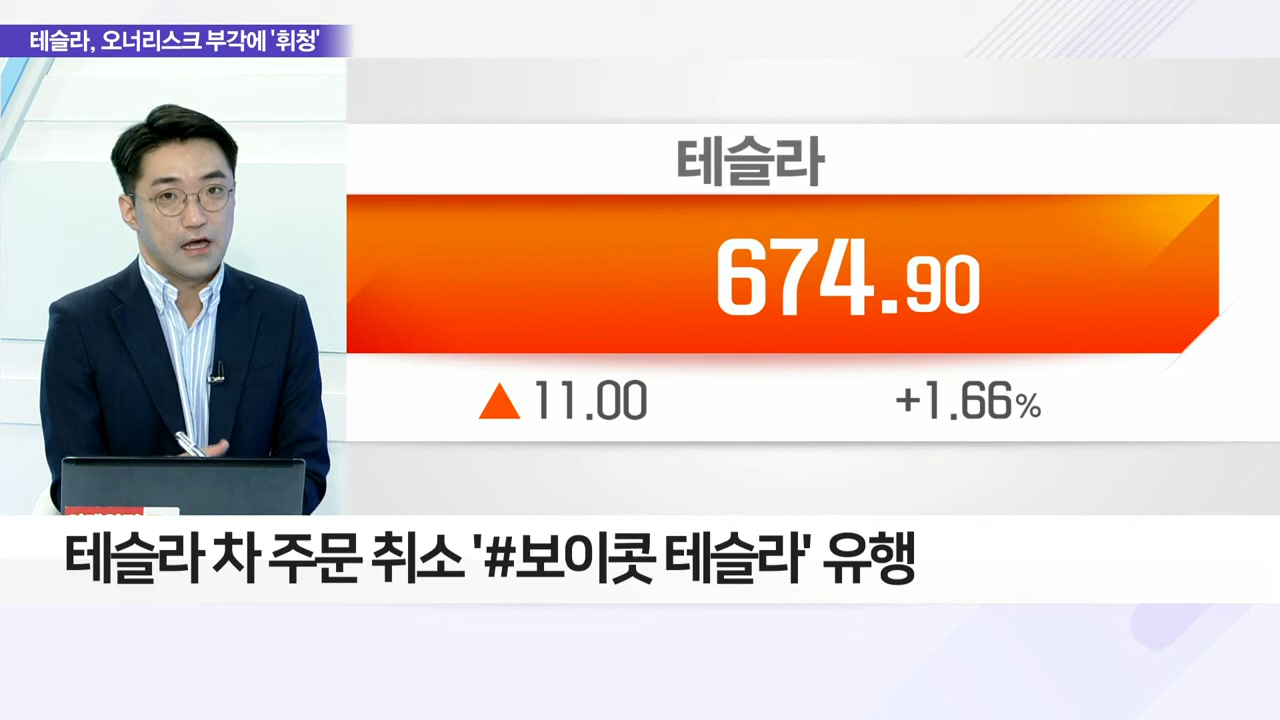 테슬라, 오너리스크 부각에 '휘청'
테슬라
674.90
▲ 11.00 +1.66%
테슬라 차 주문 취소 '#보이콧 테슬라' 유행